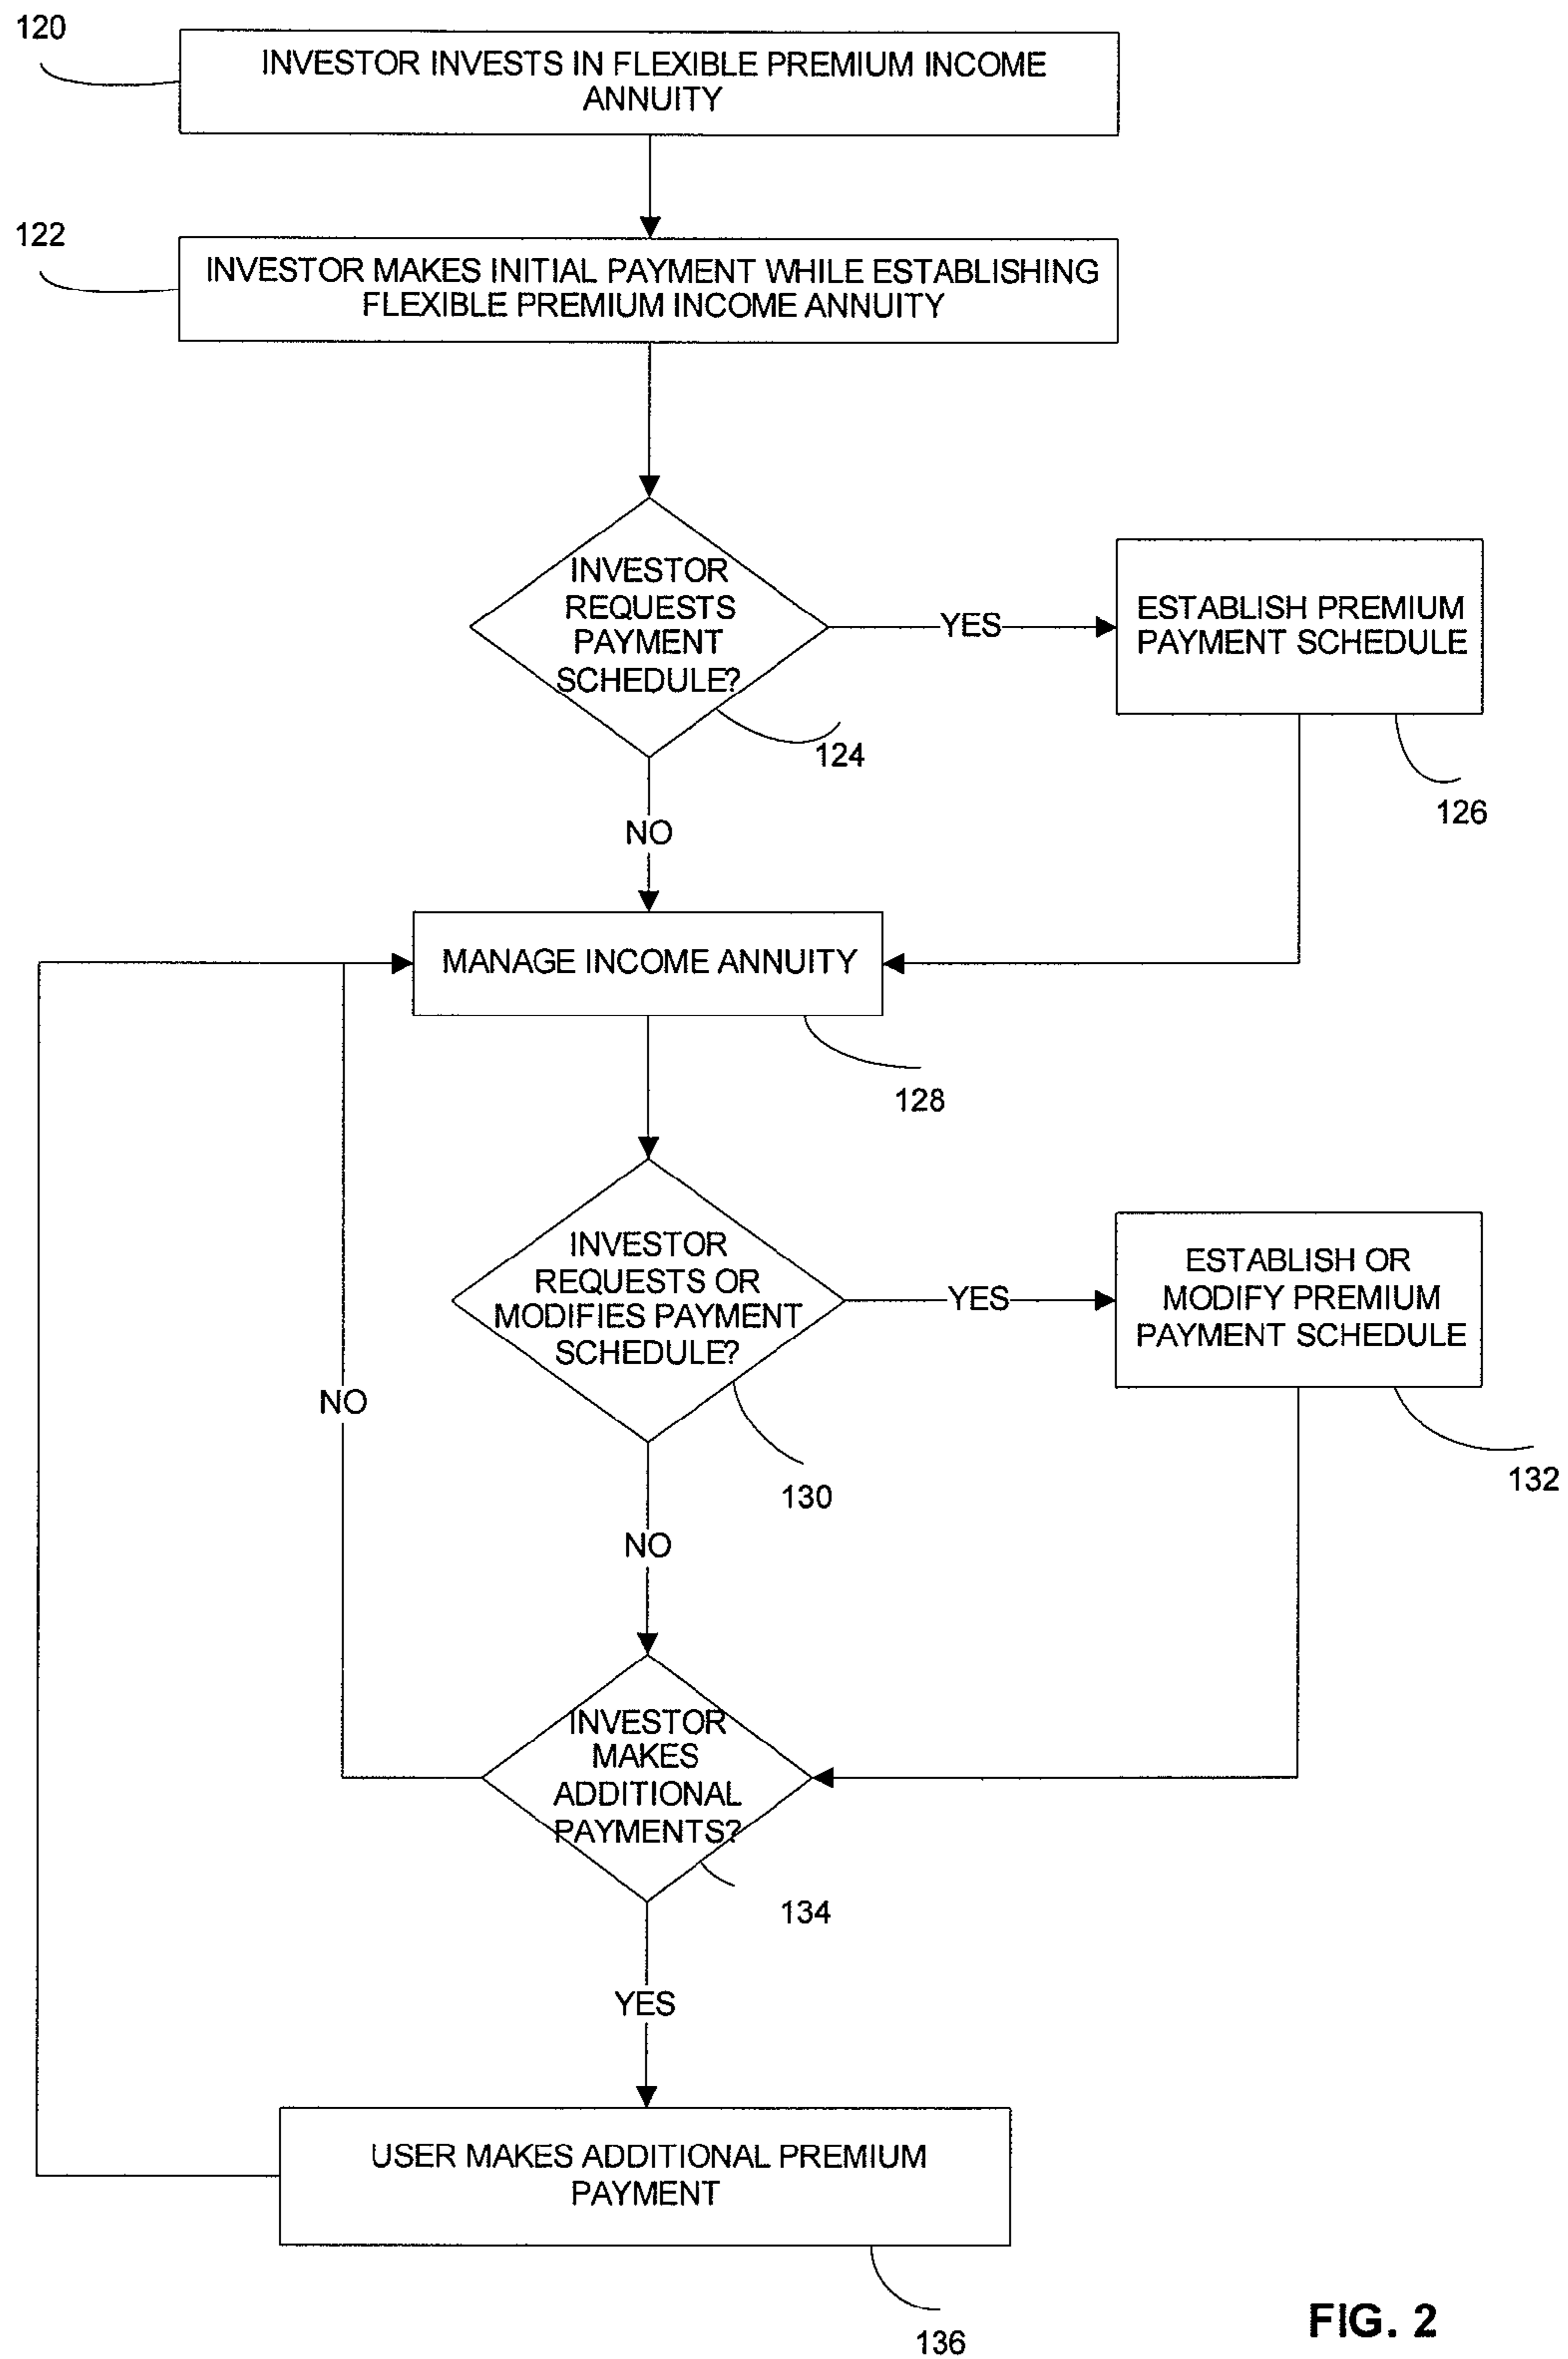 120
INVESTOR INVESTS IN FLEXIBLE PREMIUM INCOME
ANNUITY
122
INVESTOR MAKES INITIAL PAYMENT WHILE ESTABLISHING
FLEXIBLE PREMIUM INCOME ANNUITY
INVESTOR
REQUESTS
PAYMENT
SCHEDULE?
YES
ESTABLISH PREMIUM
PAYMENT SCHEDULE
124
126
NO
MANAGE INCOME ANNUITY
128
INVESTOR
REQUESTS OR
MODIFIES PAYMENT
SCHEDULE?
YES
ESTABLISH OR
MODIFY PREMIUM
PAYMENT SCHEDULE
NO
130
132
NO
INVESTOR
MAKES
ADDITIONAL
PAYMENTS?
134
YES
USER MAKES ADDITIONAL PREMIUM
PAYMENT
136
FIG. 2